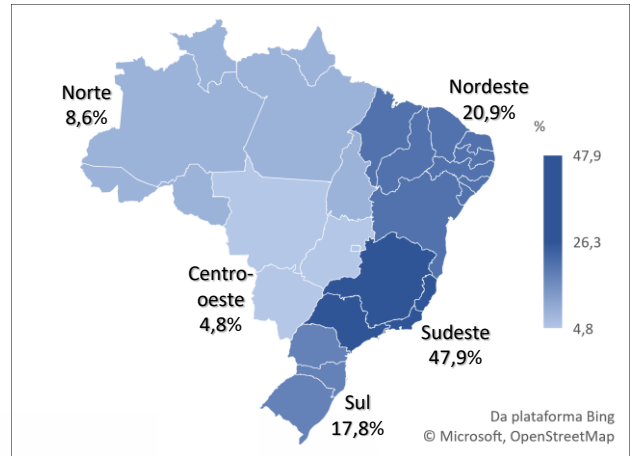 Norte
8,6%
Nordeste
20,9%
%
47,9
26,3
4,8
Centro-
oeste
4,8%
Sudeste
47,9%
Sul
17,8%
Da plataforma Bing
© Microsoft, OpenStreetMap